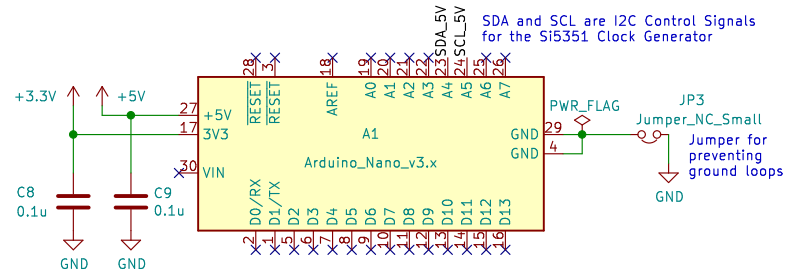 SDA and SCL are I2C Control Signals
for the Si5351 Clock Generator
SDA_5V
SCL_5V
28
3
18
19
20
21
22
23
24
25
26
RESET
RESET
AREF
A0
A1
A2
A3
A4
A5
A6
A7
+3.3V
+5V
27
+5V
17
3V3
30
VIN
A1
Arduino_Nano_v3.x
GND
29
GND
4
PWR_FLAG
JP3
Jumper_NC_Small
Jumper for
preventing
ground loops
GND
C8
0.1u
C9
0.1u
GND
GND
D0/RX
D1/TX
D2
D3
D4
D5
D6
D7
D8
D9
D10
D11
D12
D13
2
1
5
6
7
8
9
10
11
12
13
14
15
16